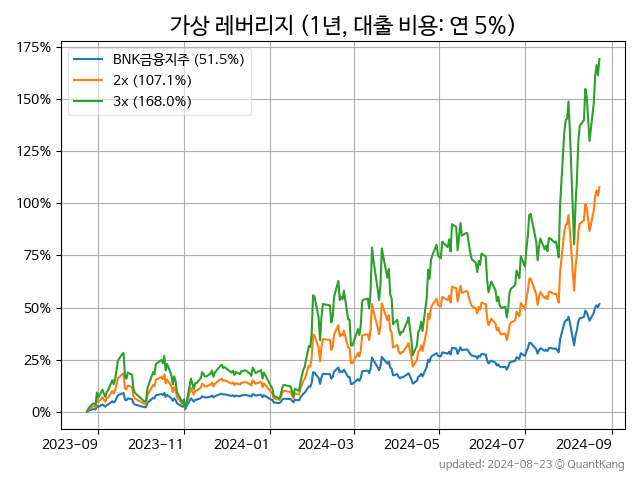 가상 레버리지 (1년, 대출 비용: 연 5%)
BNK금융지주 (51.5%)
2x (107.1%)
3x (168.0%)
175%
150%
125%
100%
75%
50%
25%
0%
2023-09 2023-11 2024-01 2024-03 2024-05 2024-07 2024-09
updated: 2024-08-23 © QuantKang